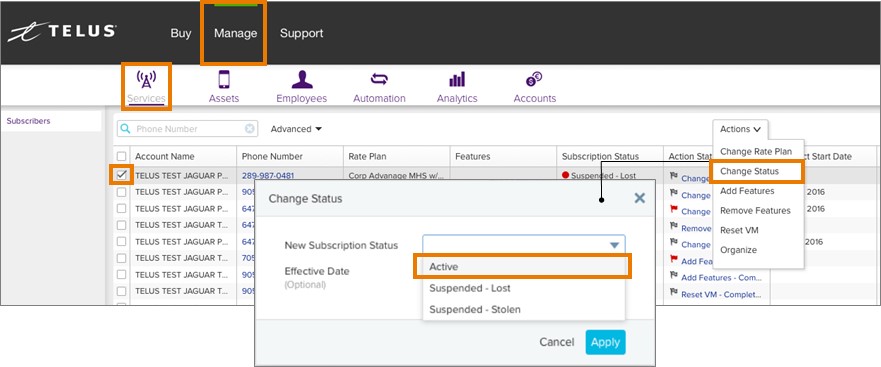 TELUS Buy Manage Support
Services Assets Employees Automation Analytics Accounts
Subscribers
Phone Number Advanced Actions
Change Rate Plan
Change Status
Add Features
Remove Features
Reset VM
Organize
Account Name Phone Number Rate Plan Features Subscription Status Action Stat Start Date
TELUS TEST JAGUAR P... 289-987-0481 Corp Advanage MHS w/... Suspended - Lost Change
TELUS TEST JAGUAR P... 905 Change 2016
TELUS TEST JAGUAR P... 647 Change 2016
TELUS TEST JAGUAR P... 647 Remove
TELUS TEST JAGUAR P... 647 Change 2016
TELUS TEST JAGUAR T... 705 Add Fea
TELUS TEST JAGUAR T... 905 Add Features - Com...
TELUS TEST JAGUAR T... 905 Reset VM - Complet...
Change Status
New Subscription Status
Effective Date
(Optional)
Active
Suspended - Lost
Suspended - Stolen
Cancel Apply